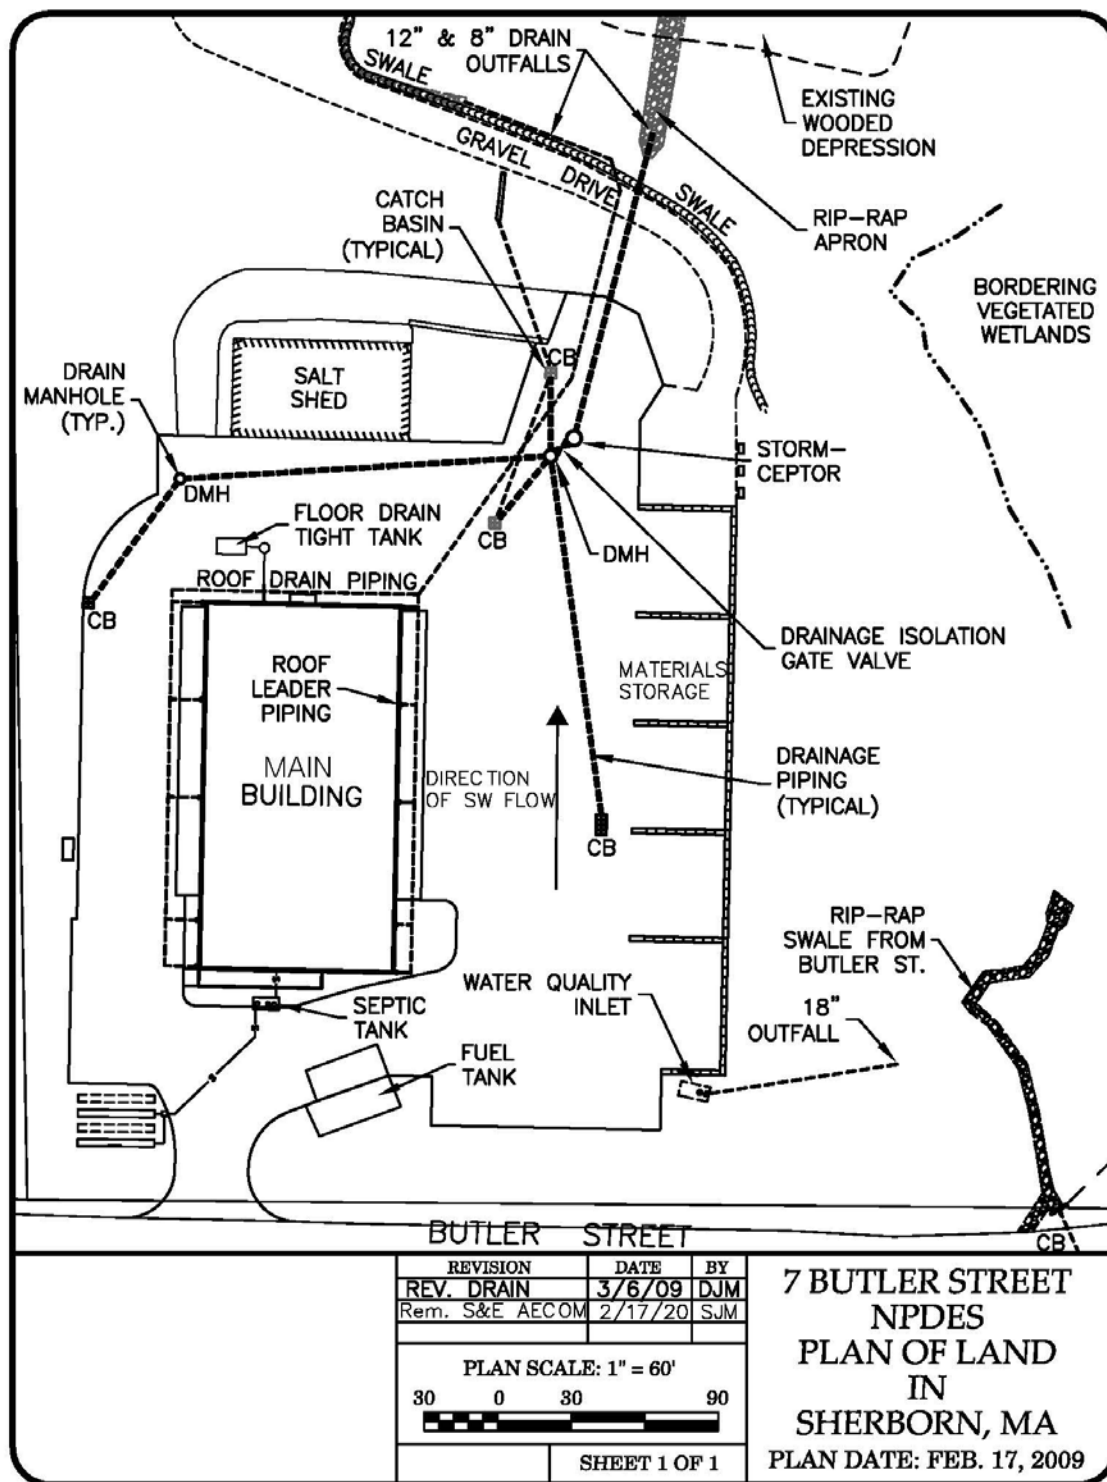 12" & 8" DRAIN
OUTFALLS
SWALE
EXISTING
WOODED
DEPRESSION
GRAVEL
DRIVE
SWALE
CATCH
BASIN
(TYPICAL)
RIP-RAP
APRON
BORDERING
VEGETATED
WETLANDS
CB
DRAIN
MANHOLE
(TYP.)
SALT
SHED
STORM-
CEPTOR
DMH
FLOOR DRAIN
TIGHT TANK
CB
DMH
ROOF DRAIN PIPING
CB
DRAINAGE ISOLATION
GATE VALVE
ROOF
LEADER
PIPING
MATERIALS
STORAGE
MAIN
BUILDING
DIRECTION
OF SW FLOW
DRAINAGE
PIPING
(TYPICAL)
CB
RIP-RAP
SWALE FROM
BUTLER ST.
WATER QUALITY
INLET
18"
OUTFALL
SEPTIC
TANK
FUEL
TANK
BUTLER STREET
CB
REVISION DATE BY
REV. DRAIN 3/6/09 DJM
Rem. S&E AECOM 2/17/20 SJM
PLAN SCALE: 1" = 60'
30 0 30 90
SHEET 1 OF 1
7 BUTLER STREET
NPDES
PLAN OF LAND
IN
SHERBORN, MA
PLAN DATE: FEB. 17, 2009